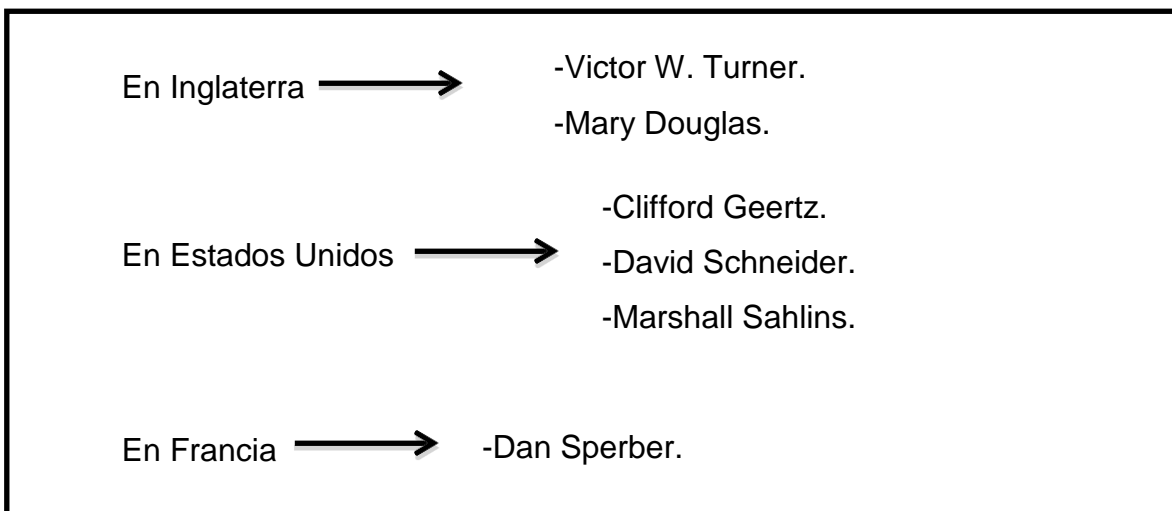 En Inglaterra
-Victor W. Turner.
-Mary Douglas.
En Estados Unidos
-Clifford Geertz.
-David Schneider.
-Marshall Sahlins.
En Francia
-Dan Sperber.